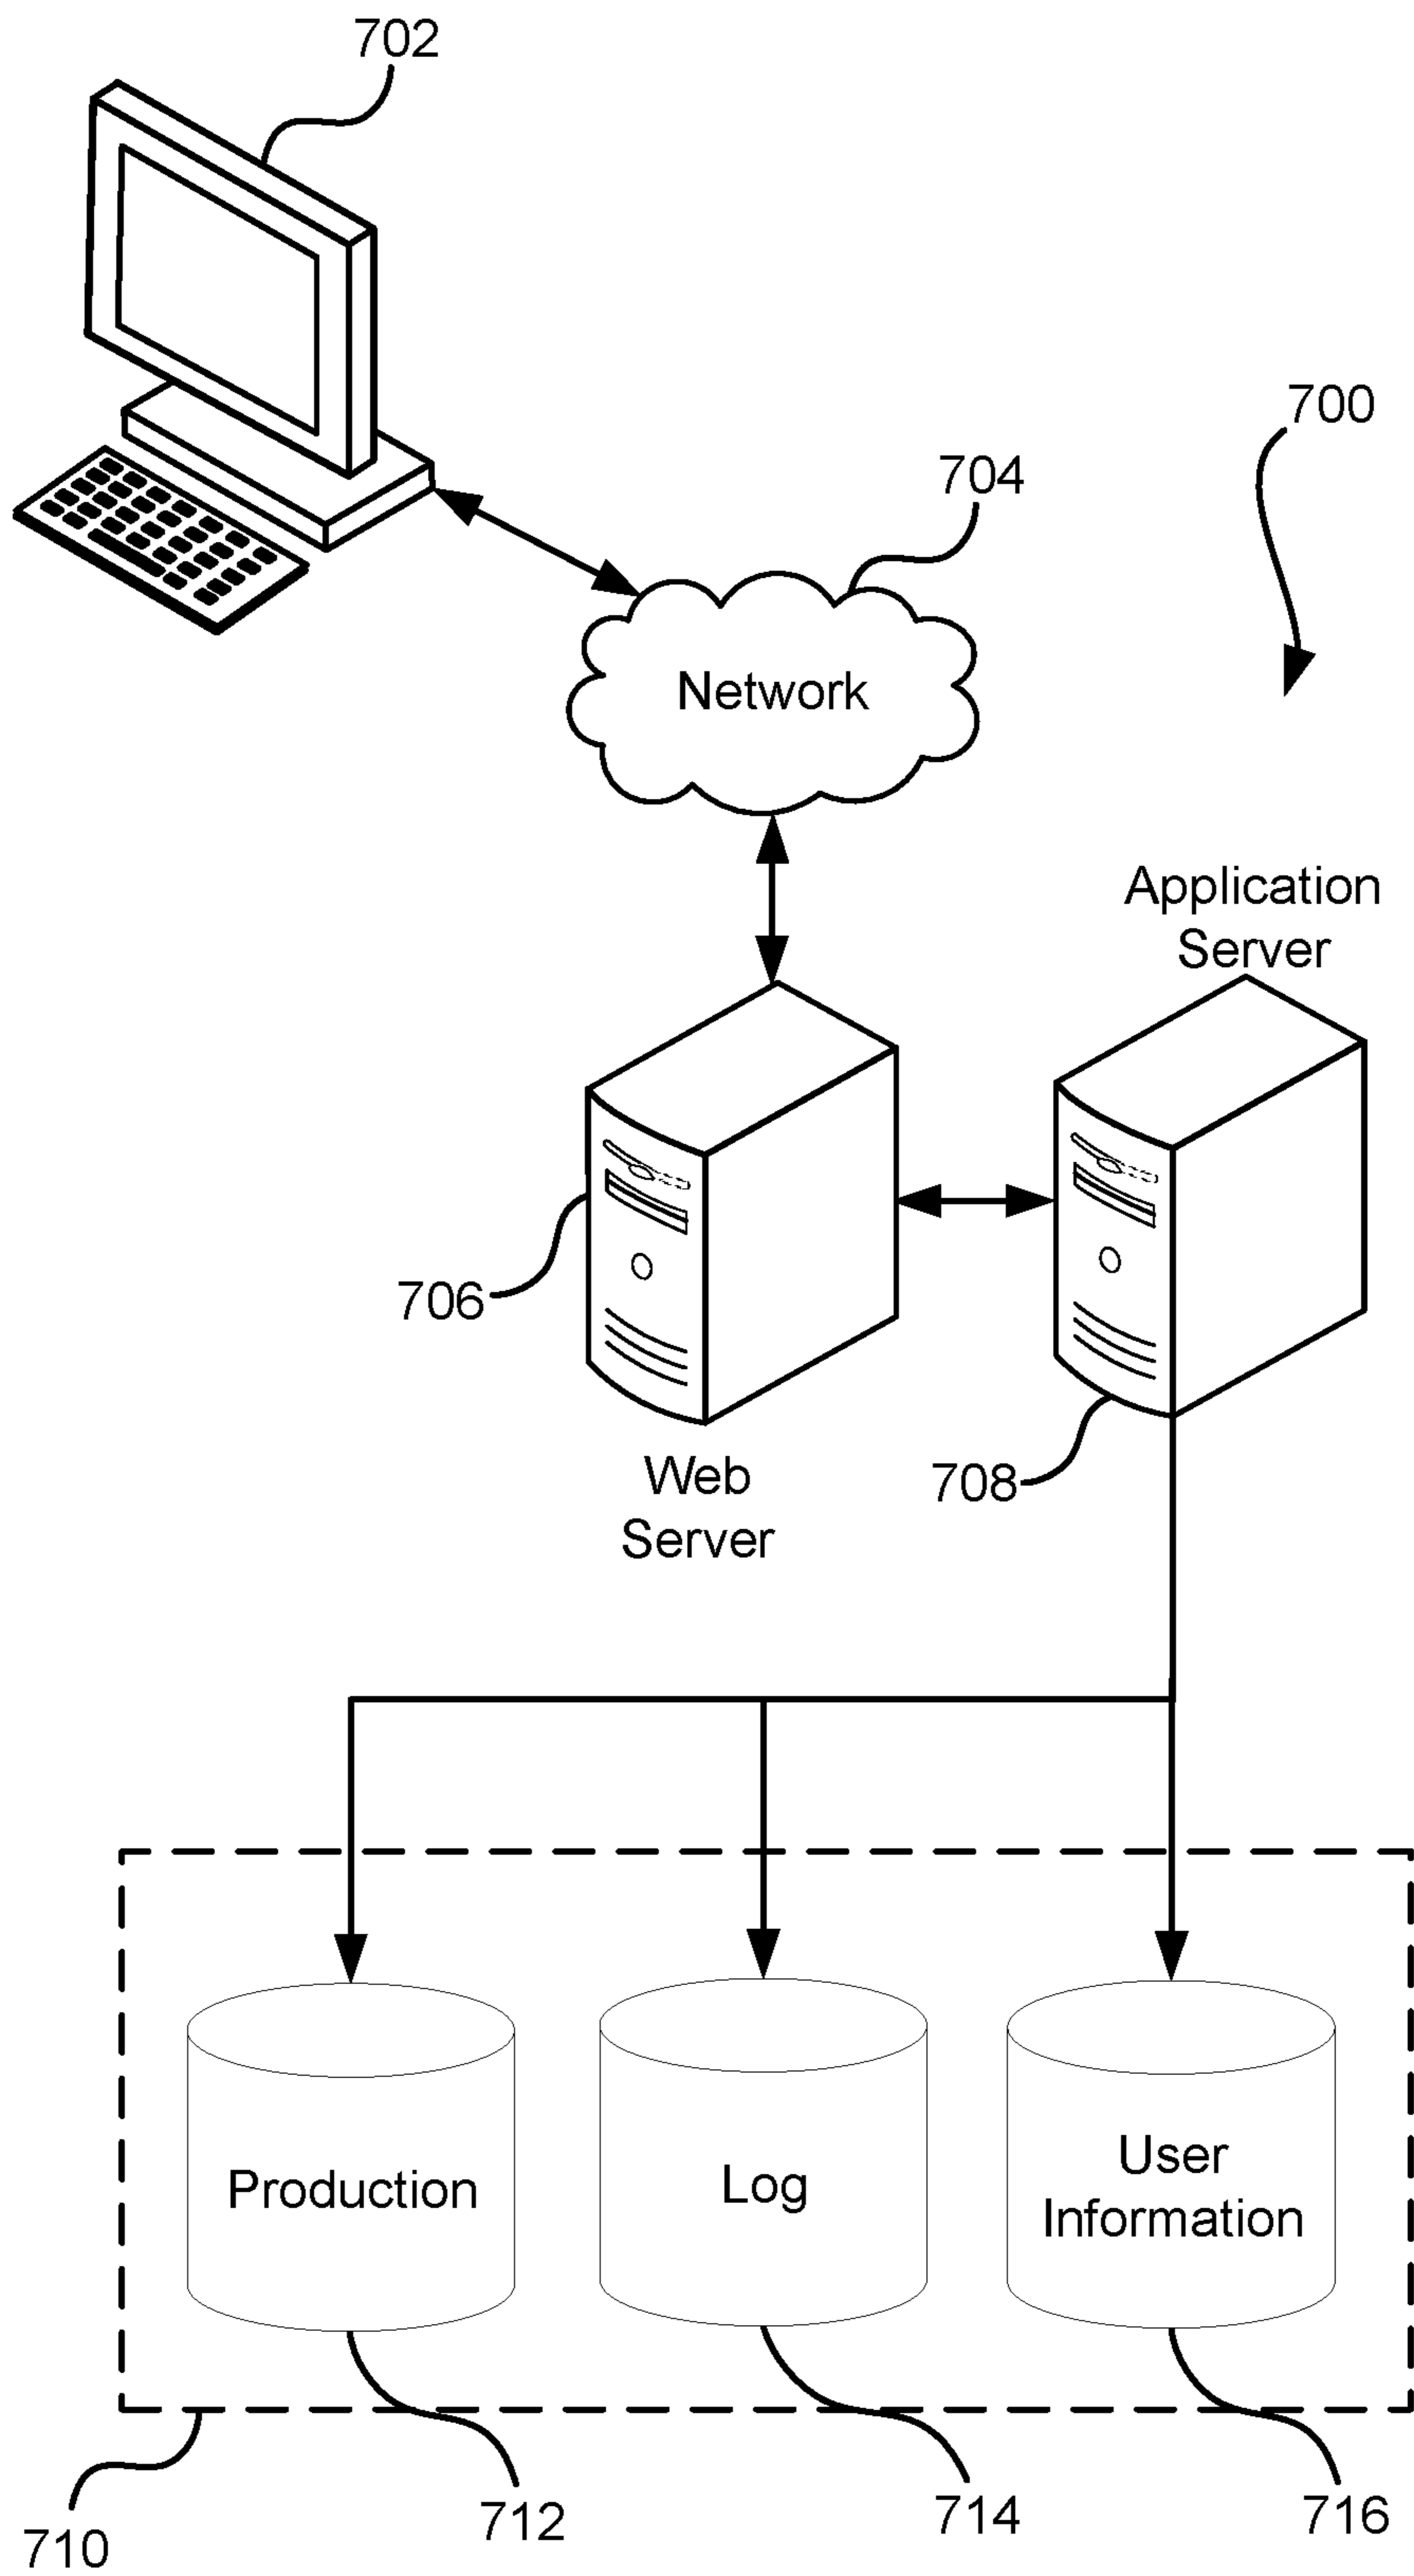 702
700
704
Network
Application
Server
706
708
Web
Server
Production
Log
User
Information
710
712
714
716